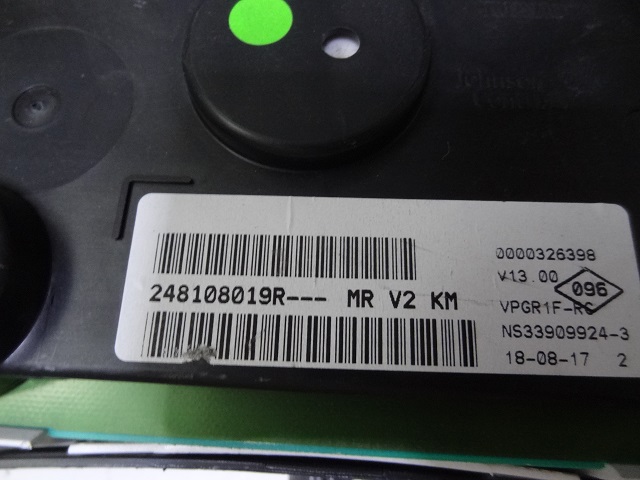 0000326398
V13.00
096
248108019R--- MR V2 KM
VPGR1F-RC
NS33909924-3
18-08-17 2